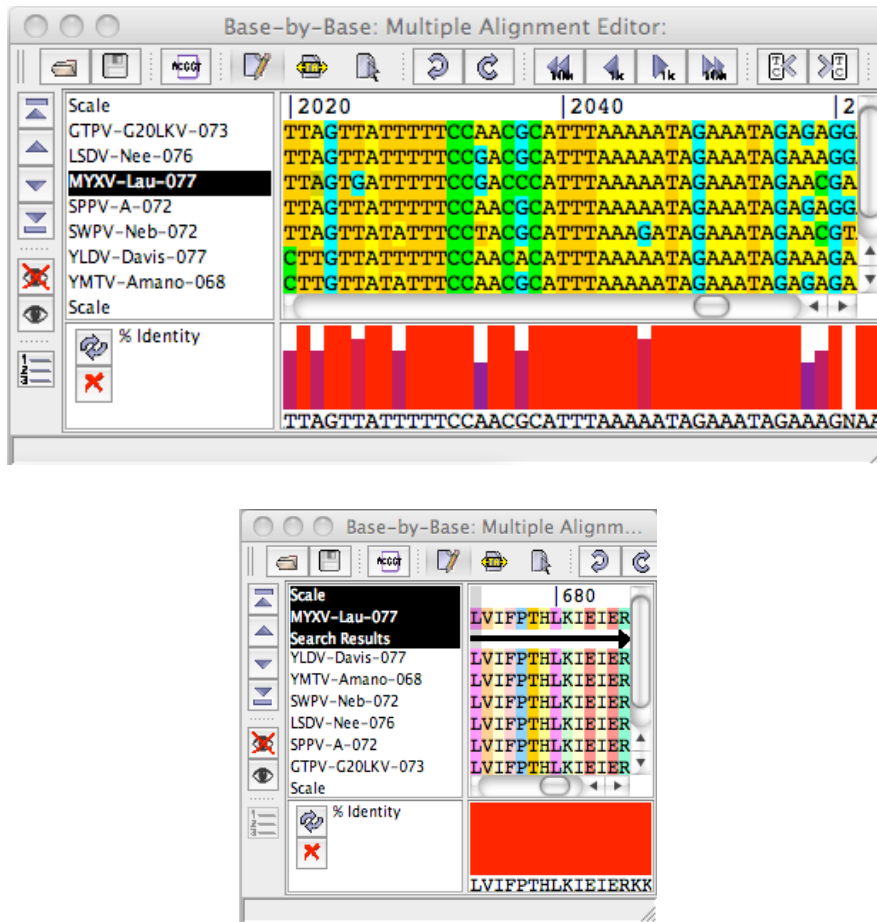 Base-by-Base: Multiple Alignment Editor:
10k 1k 1k 10k
Scale |2020 |2040 |2
GTPV-G20LKV-073 TTAGTTATTTTTCCAACGCATTTAAAAATAGAAATAGAGAGG
LSDV-Nee-076 TTAGTTATTTTTCCGACGCATTTAAAAATAGAAATAGAAAGG
MYXV-Lau-077 TTAGTGATTTTTCCGACCCATTTAAAAATAGAAATAGAACGA
SPPV-A-072 TTAGTTATTTTTCCAACGCATTTAAAAATAGAAATAGAGAGG
SWPV-Neb-072 TTAGTTATATTTCCTACGCATTTAAAGATAGAAATAGAACGT
YLDV-Davis-077 CTTGTTATATTTCCAACACATTTAAAAATAGAAATAGAAAGA
YMTV-Amano-068 CTTGTTATATTTCCAACGCATTTAAAAATAGAAATAGAGAGA
Scale
% Identity
TTAGTTATTTTTCCAACGCATTTAAAAATAGAAATAGAAAGNAA
Base-by-Base: Multiple Alignm...
Scale |680
MYXV-Lau-077 LVIFPTHLKIEIER
Search Results
YLDV-Davis-077 LVIFPTHLKIEIER
YMTV-Amano-068 LVIFPTHLKIEIER
SWPV-Neb-072 LVIFPTHLKIEIER
LSDV-Nee-076 LVIFPTHLKIEIER
SPPV-A-072 LVIFPTHLKIEIER
GTPV-G20LKV-073 LVIFPTHLKIEIER
Scale
% Identity
LVIFPTHLKIEIERKK